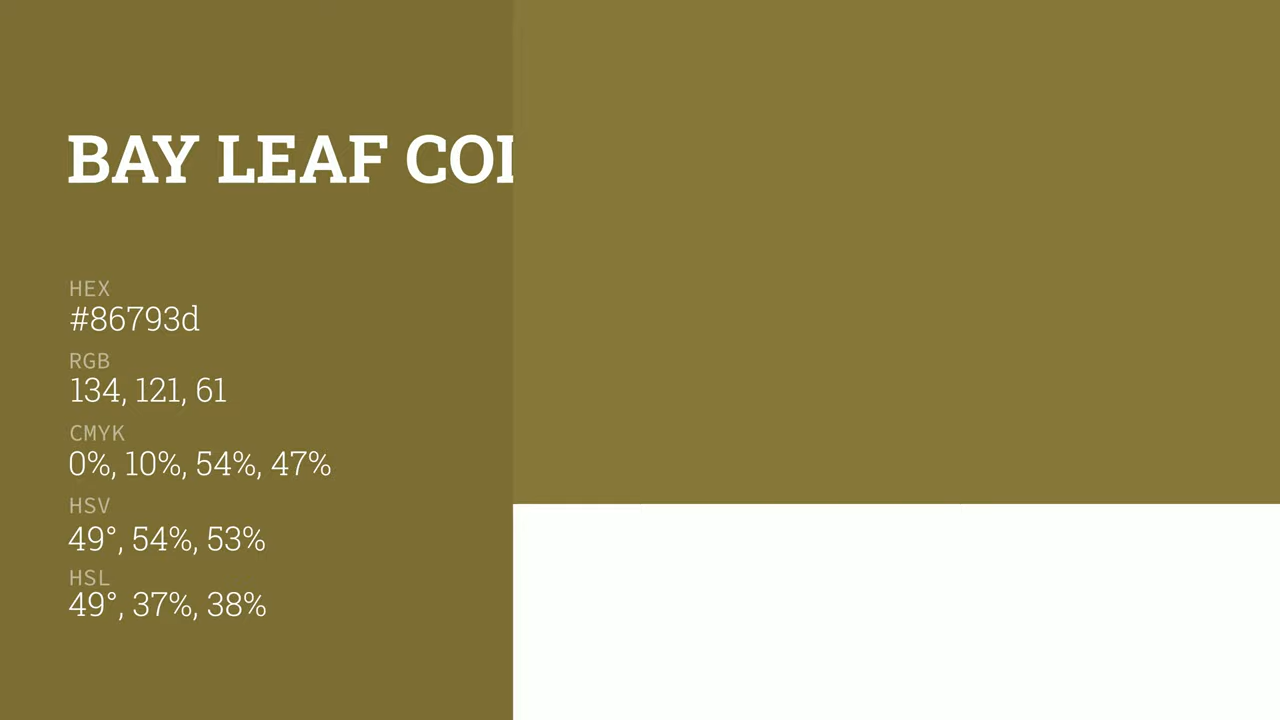 BAY LEAF COL
HEX
#86793d
RGB
134, 121, 61
CMYK
0%, 10%, 54%, 47%
HSV
49°, 54%, 53%
HSL
49°, 37%, 38%